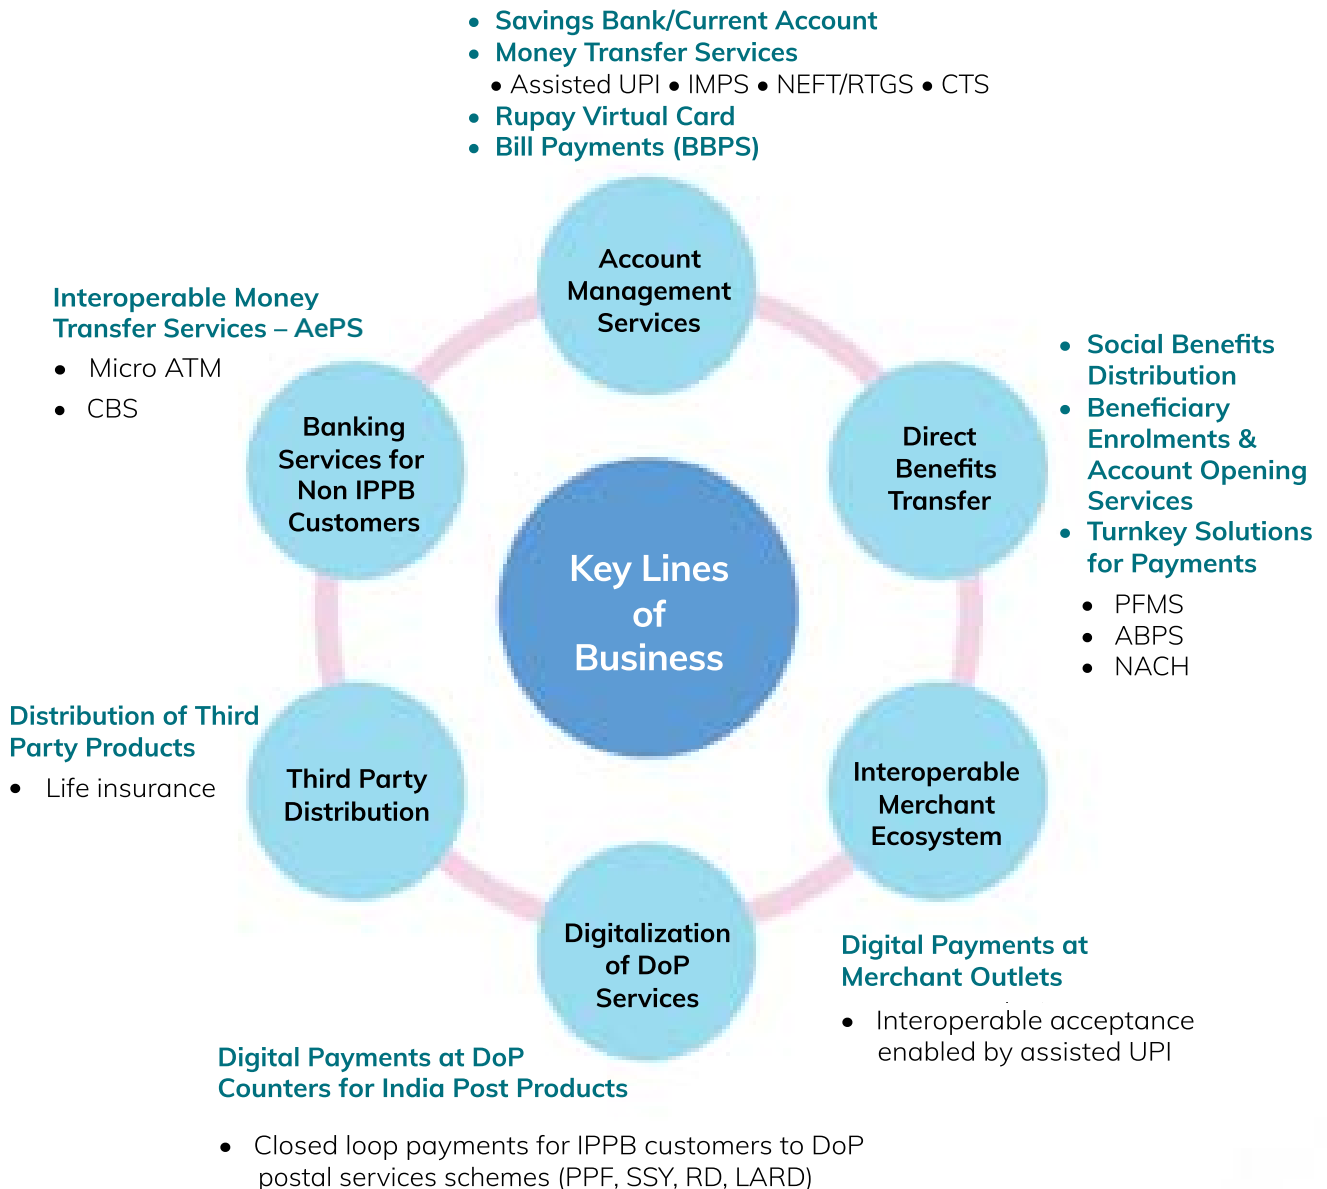 • Savings Bank/Current Account
• Money Transfer Services
• Assisted UPI • IMPS • NEFT/RTGS • CTS
• Rupay Virtual Card
• Bill Payments (BBPS)
Account
Management
Services
Interoperable Money
Transfer Services – AePS
• Micro ATM
• CBS
Banking
Services for
Non IPPB
Customers
Direct
Benefits
Transfer
• Social Benefits
Distribution
• Beneficiary
Enrolments &
Account Opening
Services
• Turnkey Solutions
for Payments
• PFMS
• ABPS
• NACH
Key Lines
of
Business
Distribution of Third
Party Products
• Life insurance
Third Party
Distribution
Interoperable
Merchant
Ecosystem
Digital Payments at
Merchant Outlets
• Interoperable acceptance
enabled by assisted UPI
Digitalization
of DoP
Services
Digital Payments at DoP
Counters for India Post Products
• Closed loop payments for IPPB customers to DoP
postal services schemes (PPF, SSY, RD, LARD)